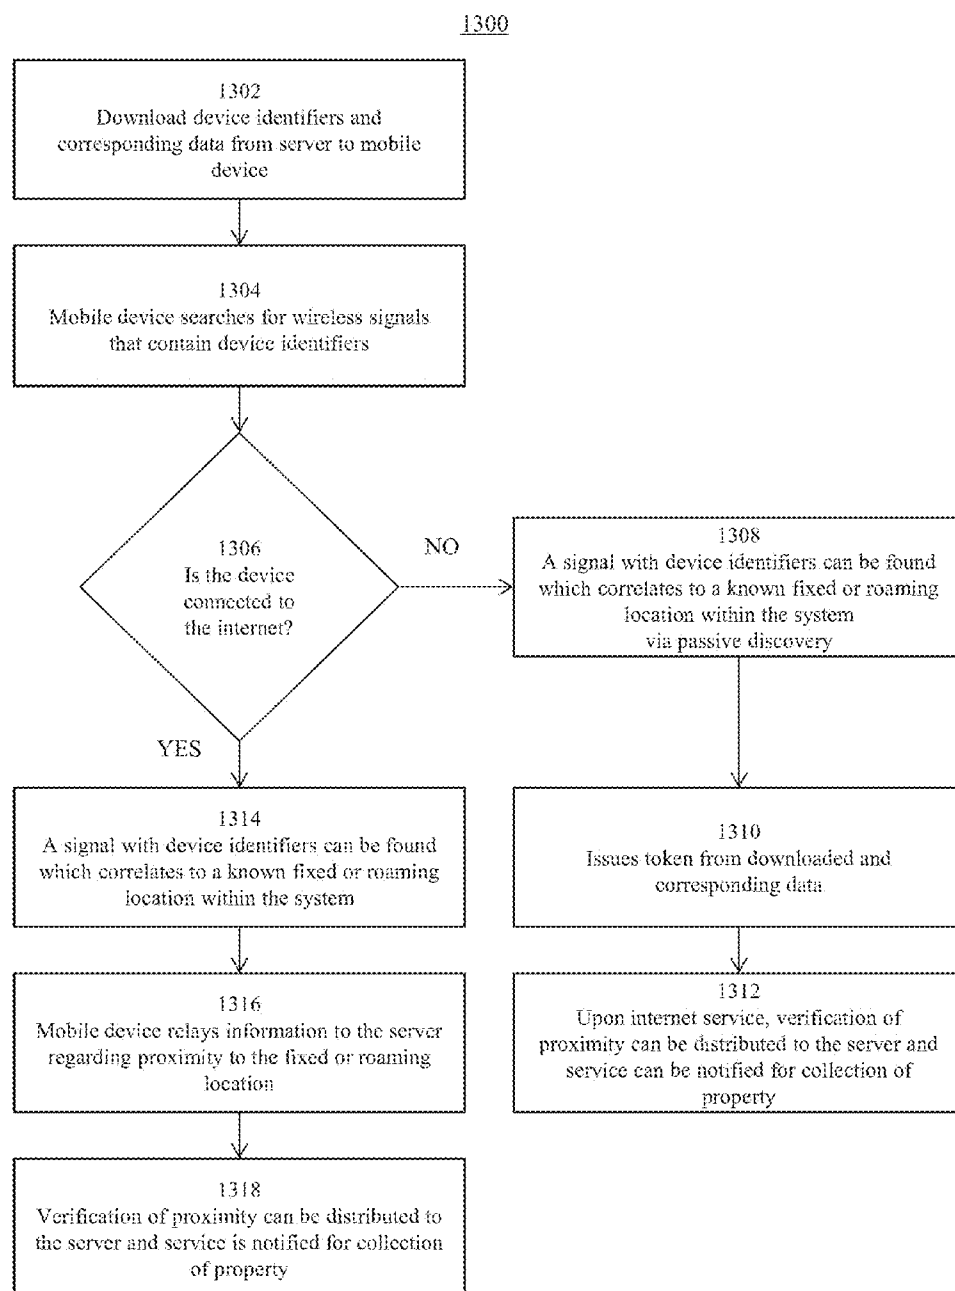 1300
1302
Download device identifiers and
corresponding data from server to mobile
device
1304
Mobile device searches for wireless signals
that contain device identifiers
1306
Is the device
connected to
the internet?
NO
1308
A signal with device identifiers can be found
which correlates to a known fixed or roaming
location within the system
via passive discovery
YES
1314
A signal with device identifiers can be found
which correlates to a known fixed or roaming
location within the system
1310
Issues token from downloaded and
corresponding data
1316
Mobile device relays information to the server
regarding proximity to the fixed or roaming
location
1312
Upon internet service, verification of
proximity can be distributed to the server and
service can be notified for collection of
property
1318
Verification of proximity can be distributed to
the server and service is notified for collection
of property